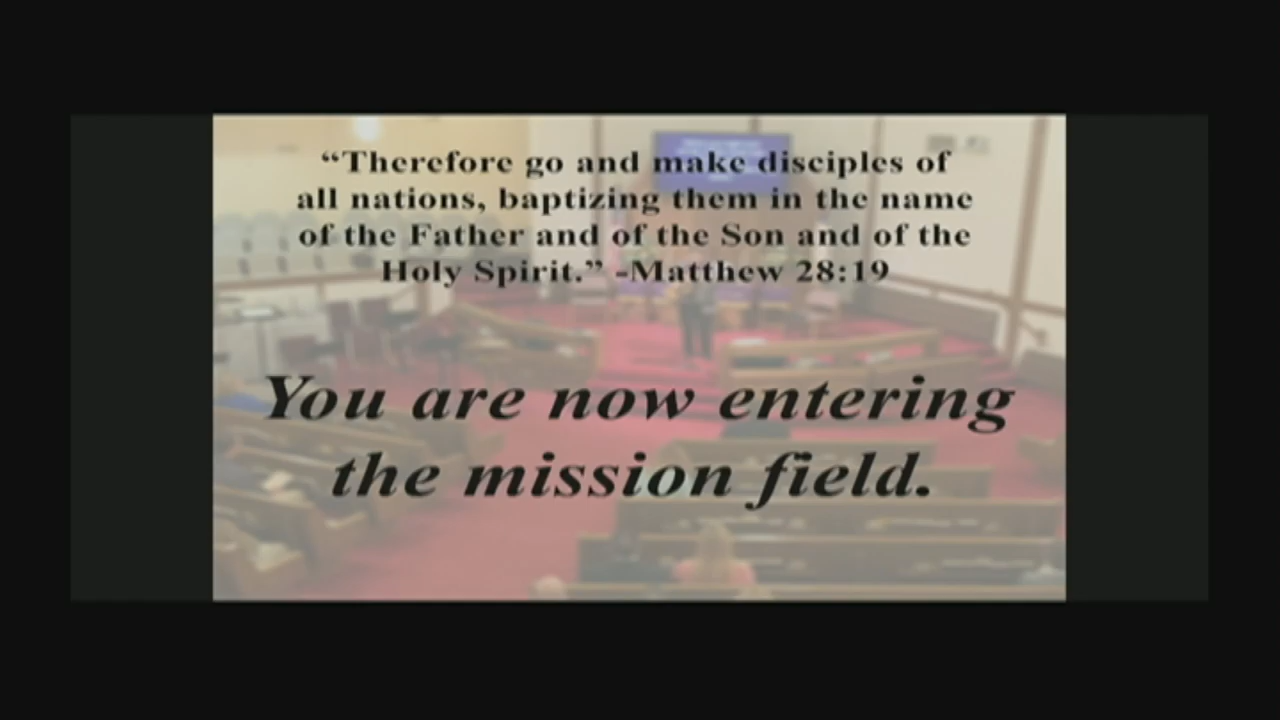 “Therefore go and make disciples of
all nations, baptizing them in the name
of the Father and of the Son and of the
Holy Spirit.” -Matthew 28:19
You are now entering
the mission field.